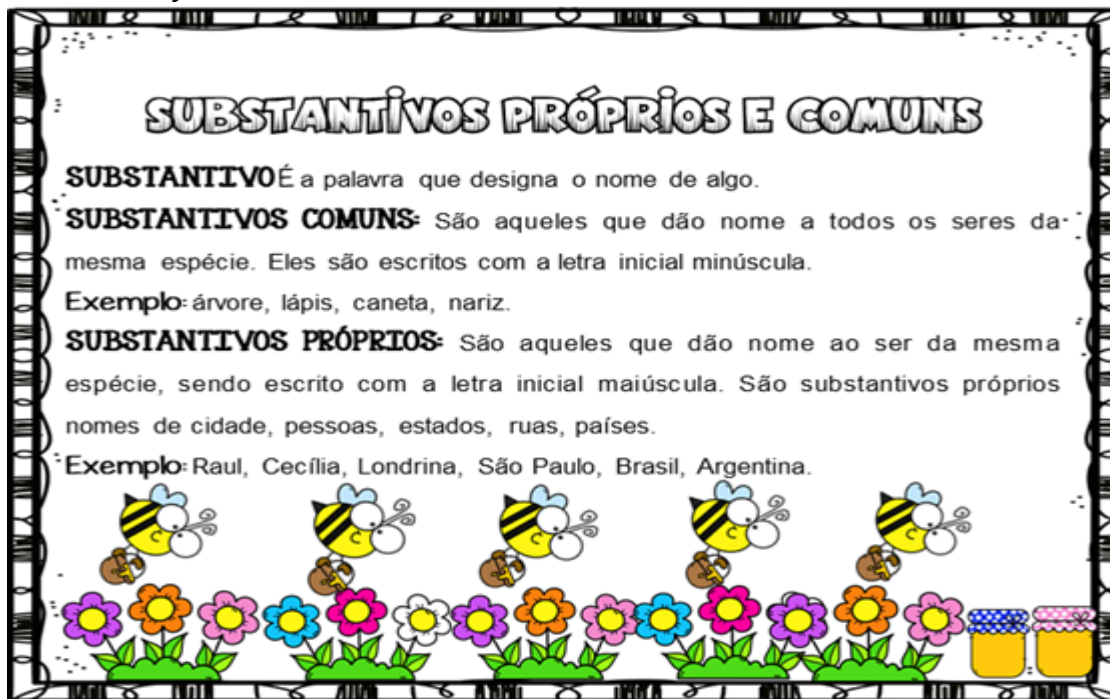 SUBSTANTIVOS PRÓPRIOS E COMUNS
SUBSTANTIVO É a palavra que designa o nome de algo.
SUBSTANTIVOS COMUNS: São aqueles que dão nome a todos os seres da
mesma espécie. Eles são escritos com a letra inicial minúscula.
Exemplo: árvore, lápis, caneta, nariz.
SUBSTANTIVOS PRÓPRIOS: São aqueles que dão nome ao ser da mesma
espécie, sendo escrito com a letra inicial maiúscula. São substantivos próprios
nomes de cidade, pessoas, estados, ruas, países.
Exemplo: Raul, Cecília, Londrina, São Paulo, Brasil, Argentina.